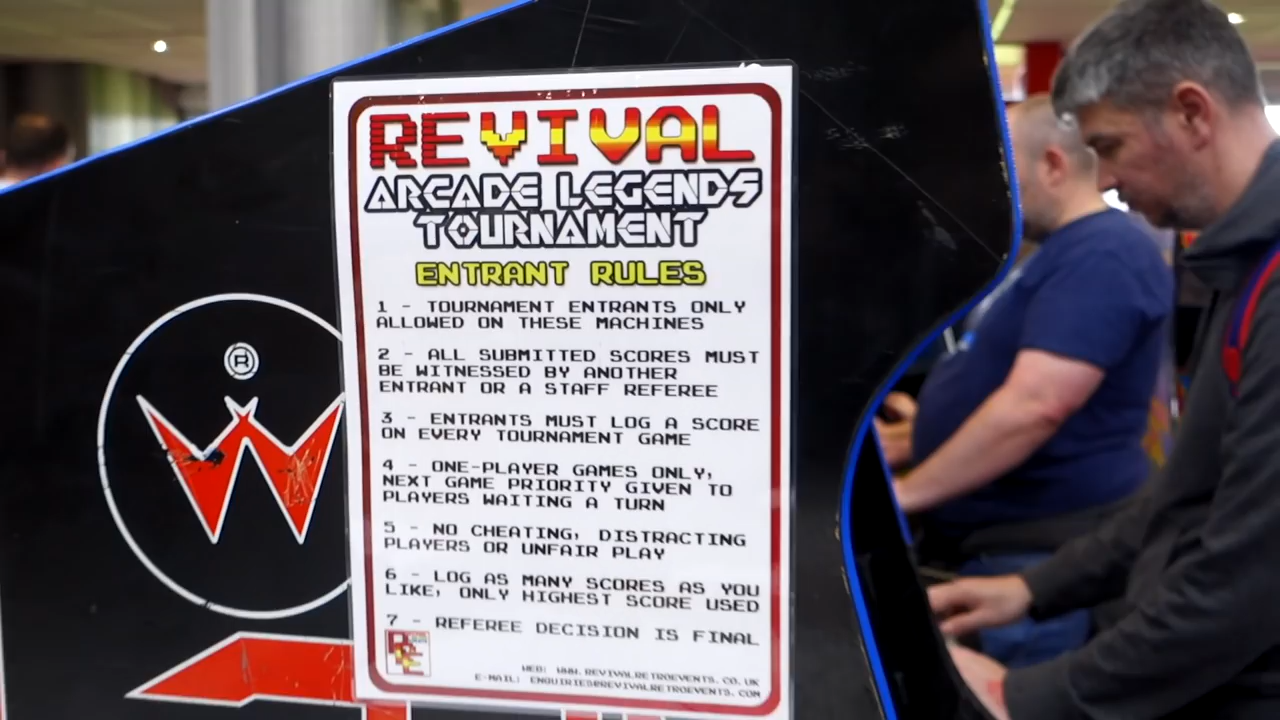 REVIVAL
ARCADE LEGENDS
TOURNAMENT
ENTRANT RULES
1 - TOURNAMENT ENTRANTS ONLY
ALLOWED ON THESE MACHINES
2 - ALL SUBMITTED SCORES MUST
BE WITNESSED BY ANOTHER
ENTRANT OR A STAFF REFEREE
3 - ENTRANTS MUST LOG A SCORE
ON EVERY TOURNAMENT GAME
4 - ONE-PLAYER GAMES ONLY,
NEXT GAME PRIORITY GIVEN TO
PLAYERS WAITING A TURN
5 - NO CHEATING, DISTRACTING
PLAYERS OR UNFAIR PLAY
6 - LOG AS MANY SCORES AS YOU
LIKE, ONLY HIGHEST SCORE USED
7 - REFEREE DECISION IS FINAL
WEB: WWW.REVIVALRETROEVENTS.CO.UK
E-MAIL: ENQUIRIES@REVIVALRETROEVENTS.COM
®
W